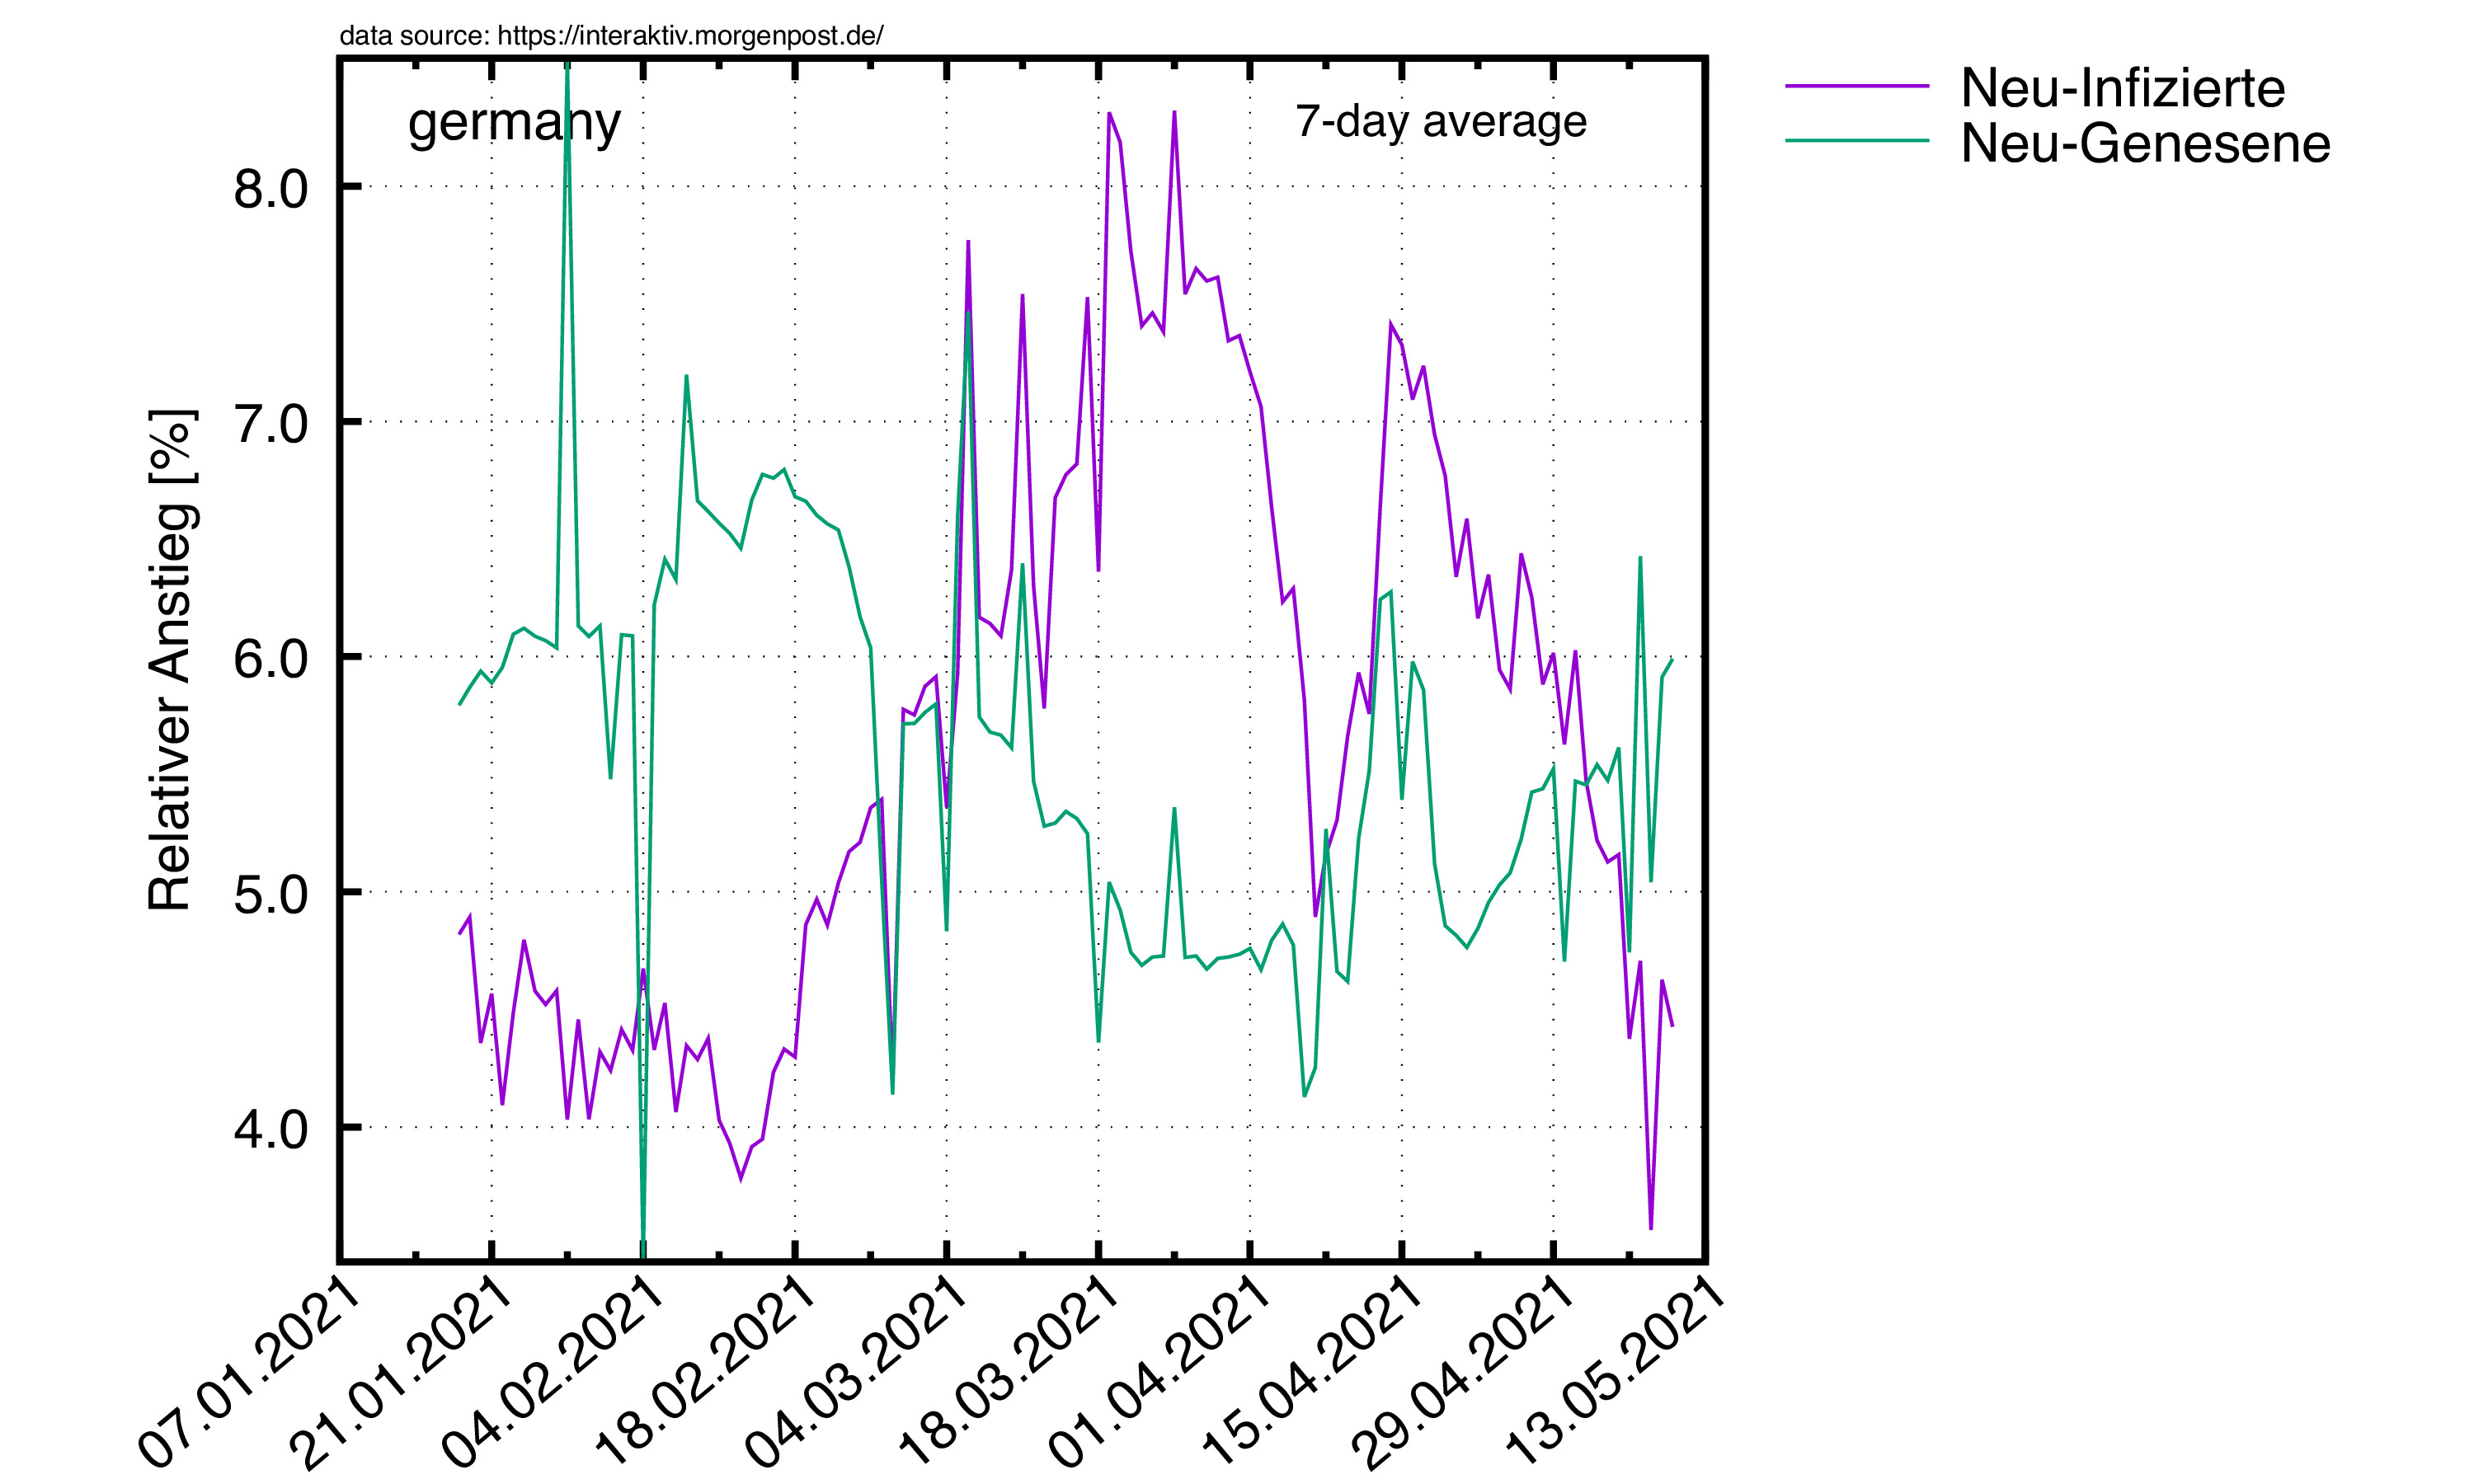 data source: https://interaktiv.morgenpost.de/
germany
7-day average
Neu-Infizierte
Neu-Genesene
Relativer Anstieg [%]
8.0
7.0
6.0
5.0
4.0
07.01.2021
21.01.2021
04.02.2021
18.02.2021
04.03.2021
18.03.2021
01.04.2021
15.04.2021
29.04.2021
13.05.2021